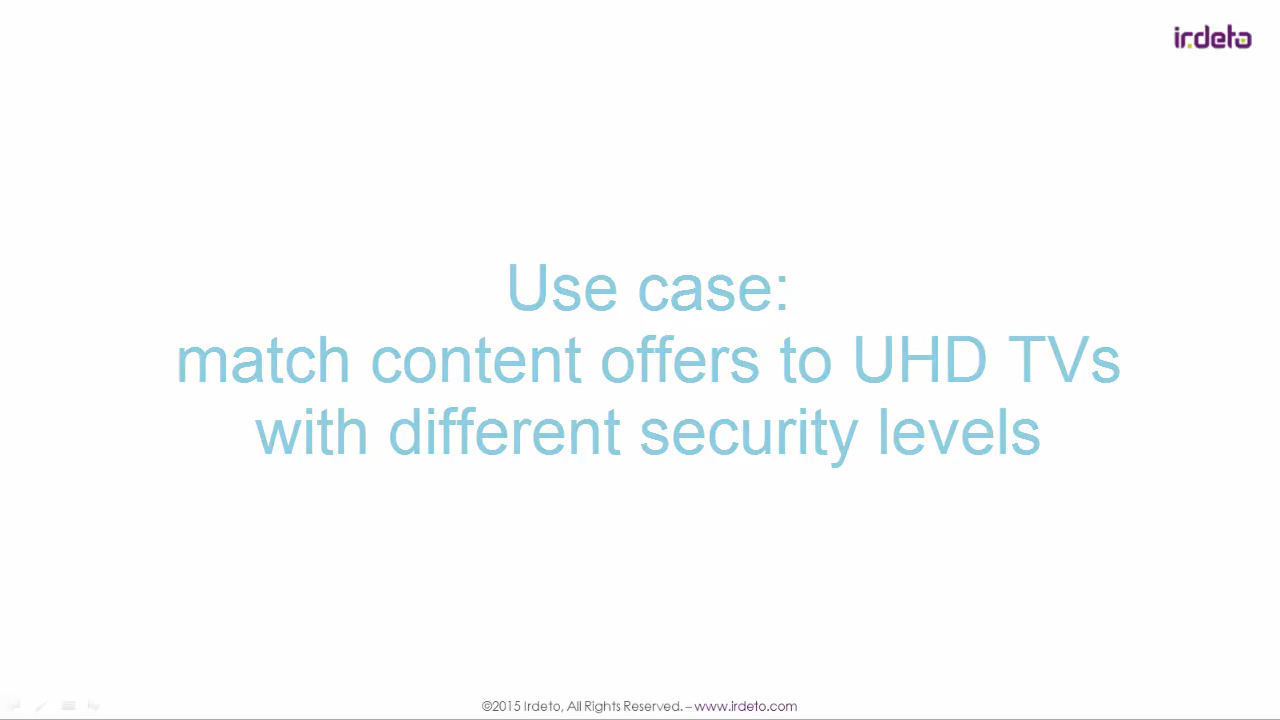 irdeto
Use case:
match content offers to UHD TVs
with different security levels
©2015 Irdeto, All Rights Reserved. – www.irdeto.com